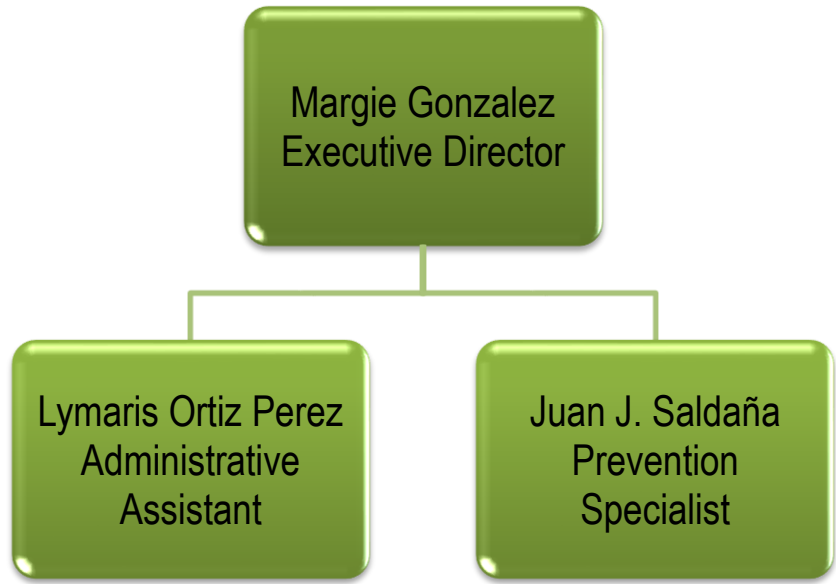 Margie Gonzalez
Executive Director
Lymaris Ortiz Perez
Administrative
Assistant
Juan J. Saldaña
Prevention
Specialist